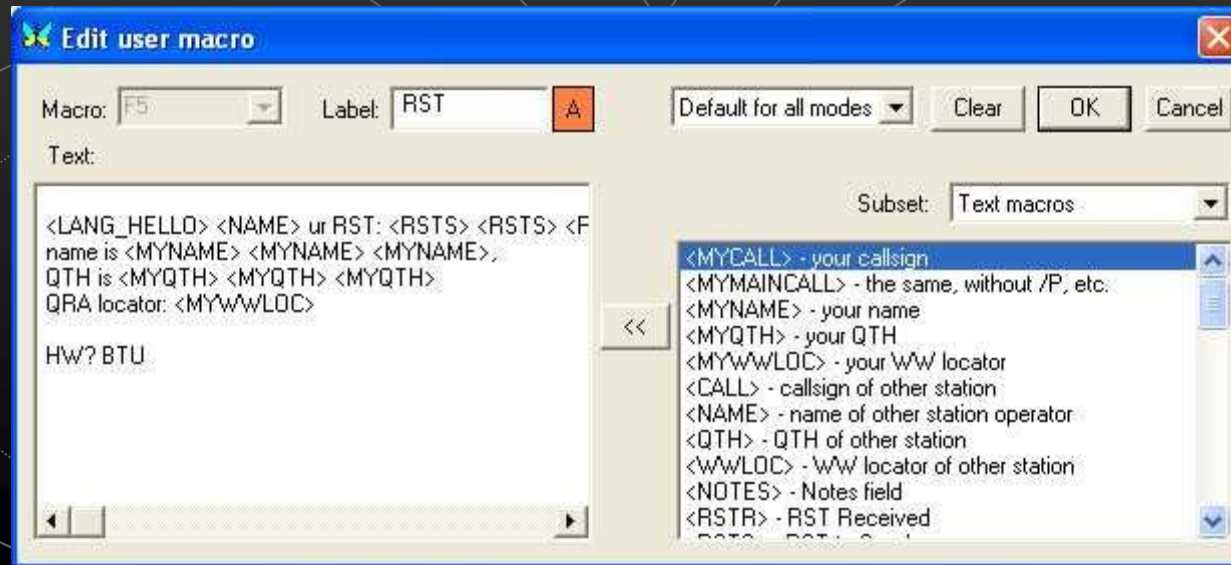 Edit user macro
Macro: F5 Label: RST A Default for all modes Clear OK Cancel
Text:
Subset: Text macros
<LANG_HELLO> <NAME> ur RST: <RSTS> <RSTS>
name is <MYNAME> <MYNAME> <MYNAME>,
QTH is <MYQTH> <MYQTH> <MYQTH>
QRA locator: <MYWWLOC>
HW? BTU
<<
<MYCALL> - your callsign
<MYMAINCALL> - the same, without /P, etc.
<MYNAME> - your name
<MYQTH> - your QTH
<MYWWLOC> - your WW locator
<CALL> - callsign of other station
<NAME> - name of other station operator
<QTH> - QTH of other station
<WWLOC> - WW locator of other station
<NOTES> - Notes field
<RSTR> - RST Received